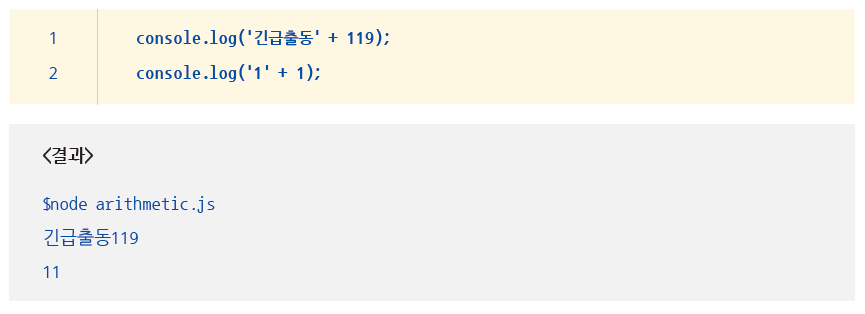 1 console.log('긴급출동' + 119);
2 console.log('1' + 1);
<결과>
$node arithmetic.js
긴급출동119
11